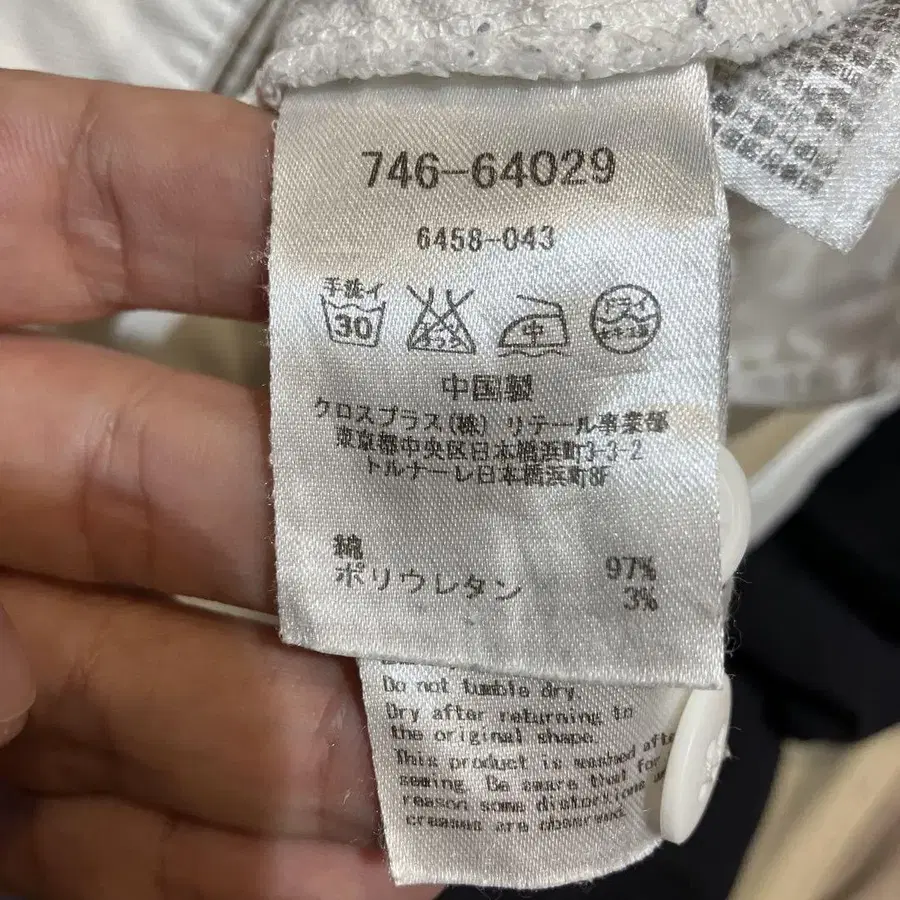 746-64029
6458-043
手洗イ
30
中
ドライ
中国製
クロスプラス(株) リテール事業部
東京都中央区日本橋浜町3-3-2
トルナーレ日本橋浜町8F
綿 97%
ポリウレタン 3%
Do not tumble dry.
Dry after returning to
the original shape.
This product is washed after
sewing. Be aware that for
reason some distortions
creases are observed.